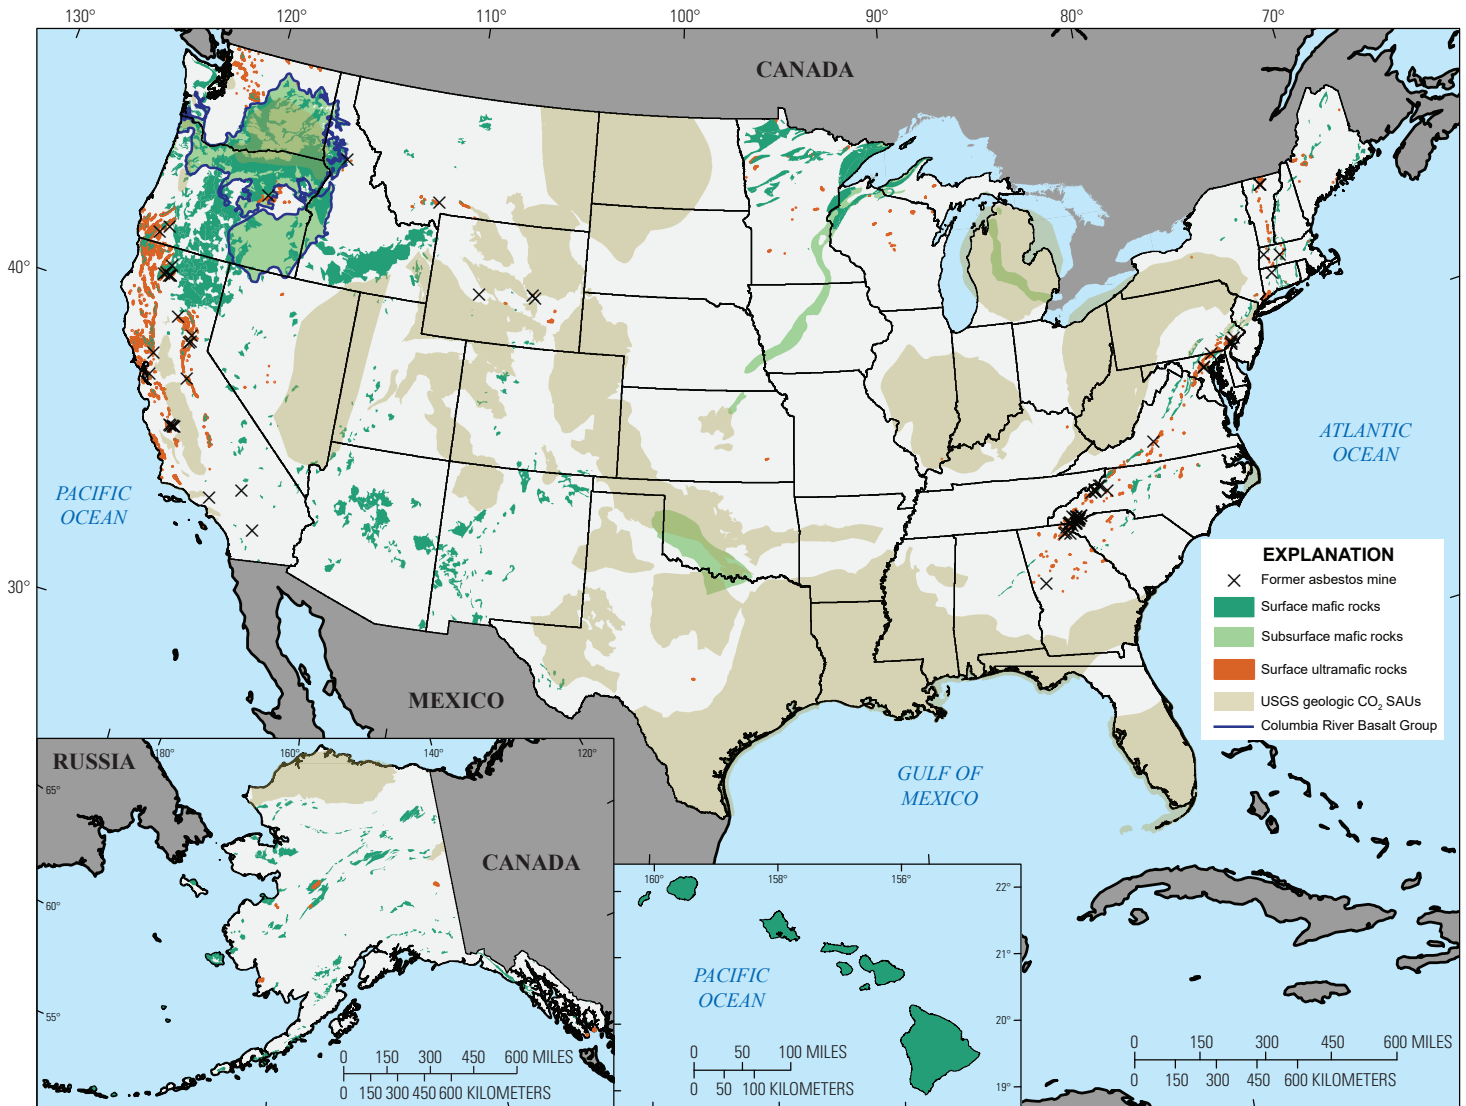 130° 120° 110° 100° 90° 80° 70°
CANADA
40°
30°
PACIFIC
OCEAN
ATLANTIC
OCEAN
MEXICO
GULF OF
MEXICO
EXPLANATION
Former asbestos mine
Surface mafic rocks
Subsurface mafic rocks
Surface ultramafic rocks
USGS geologic CO₂ SAUs
Columbia River Basalt Group
180° 160° 140° 120°
RUSSIA
65°
CANADA
60°
55°
0 150 300 450 600 MILES
0 150 300 450 600 KILOMETERS
160° 158° 156°
22°
21°
20°
19°
PACIFIC
OCEAN
0 50 100 MILES
0 50 100 KILOMETERS
0 150 300 450 600 MILES
0 150 300 450 600 KILOMETERS